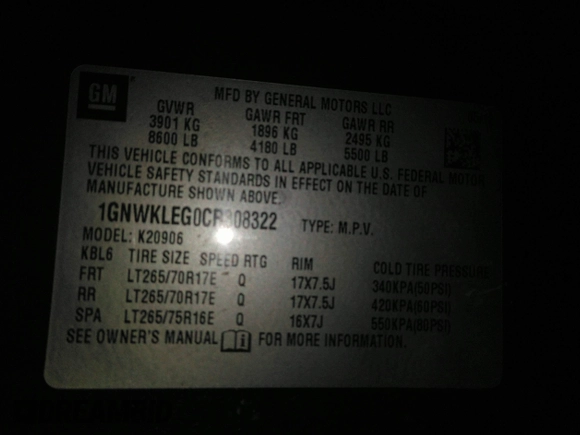 GM
MFD BY GENERAL MOTORS LLC
GVWR GAWR FRT GAWR RR
3901 KG 1896 KG 2495 KG
8600 LB 4180 LB 5500 LB
THIS VEHICLE CONFORMS TO ALL APPLICABLE U.S. FEDERAL MOTOR
VEHICLE SAFETY STANDARDS IN EFFECT ON THE DATE OF
MANUFACTURE SHOWN ABOVE.
TYPE: M.P.V.
MODEL: K20906
KBL6 TIRE SIZE SPEED RTG RIM COLD TIRE PRESSURE
FRT LT265/70R17E Q 17X7.5J 340KPA(50PSI)
RR LT265/70R17E Q 17X7.5J 420KPA(60PSI)
SPA LT265/75R16E Q 16X7J 550KPA(80PSI)
SEE OWNER'S MANUAL FOR MORE INFORMATION.